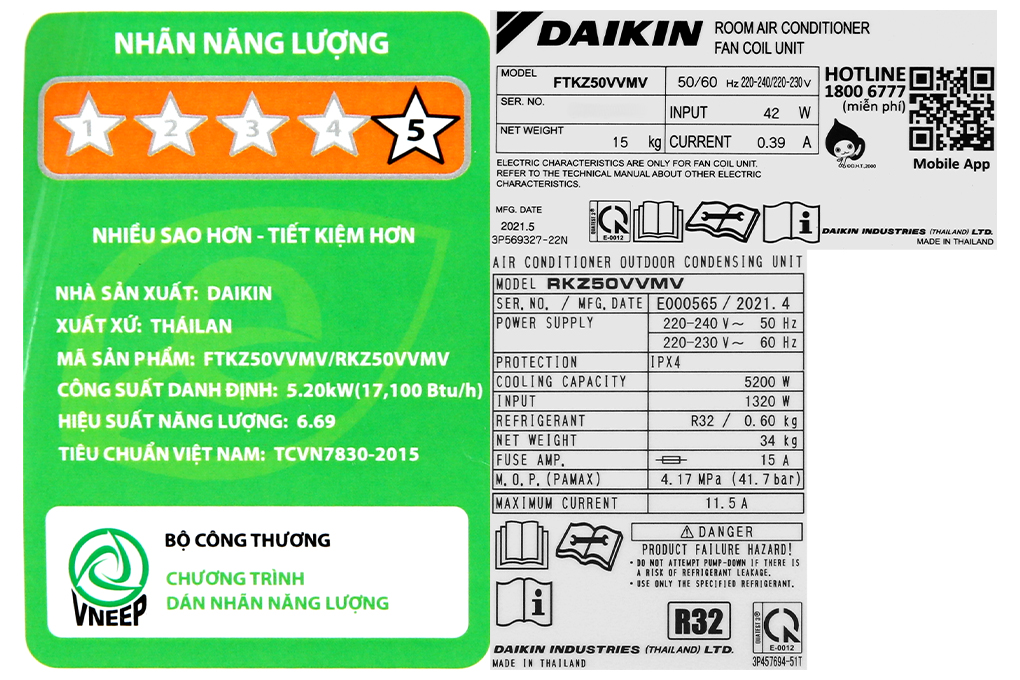 NHÃN NĂNG LƯỢNG
1 2 3 4 5
NHIỀU SAO HƠN - TIẾT KIỆM HƠN
NHÀ SẢN XUẤT: DAIKIN
XUẤT XỨ: THÁILAN
MÃ SẢN PHẨM: FTKZ50VVMV/RKZ50VVMV
CÔNG SUẤT DANH ĐỊNH: 5.20kW(17,100 Btu/h)
HIỆU SUẤT NĂNG LƯỢNG: 6.69
TIÊU CHUẨN VIỆT NAM: TCVN7830-2015
VNEEP
BỘ CÔNG THƯƠNG
CHƯƠNG TRÌNH
DÁN NHÃN NĂNG LƯỢNG
DAIKIN
ROOM AIR CONDITIONER
FAN COIL UNIT
MODEL FTKZ50VVMV 50/60 Hz 220-240/220-230 V
SER. NO. INPUT 42 W
NET WEIGHT 15 kg CURRENT 0.39 A
HOTLINE
1800 6777
(miễn phí)
©O.H.T.,2000
Mobile App
ELECTRIC CHARACTERISTICS ARE ONLY FOR FAN COIL UNIT.
REFER TO THE TECHNICAL MANUAL ABOUT OTHER ELECTRIC
CHARACTERISTICS.
MFG. DATE
2021.5
3P569327-22N
QUATEST 3®
E-0012
DAIKIN INDUSTRIES (THAILAND) LTD.
MADE IN THAILAND
AIR CONDITIONER OUTDOOR CONDENSING UNIT
MODEL RKZ50VVMV
SER. NO. / MFG. DATE E000565 / 2021. 4
POWER SUPPLY 220-240 V~ 50 Hz
220-230 V~ 60 Hz
PROTECTION IPX4
COOLING CAPACITY 5200 W
INPUT 1320 W
REFRIGERANT R32 / 0.60 kg
NET WEIGHT 34 kg
FUSE AMP. 15 A
M. O. P. (PAMAX) 4.17 MPa (41.7bar)
MAXIMUM CURRENT 11.5 A
DANGER
PRODUCT FAILURE HAZARD!
• DO NOT ATTEMPT PUMP-DOWN IF THERE IS
A RISK OF REFRIGERANT LEAKAGE.
• USE ONLY THE SPECIFIED REFRIGERANT.
R32
QUATEST 3®
E-0012
DAIKIN INDUSTRIES (THAILAND) LTD.
MADE IN THAILAND
3P457694-51T